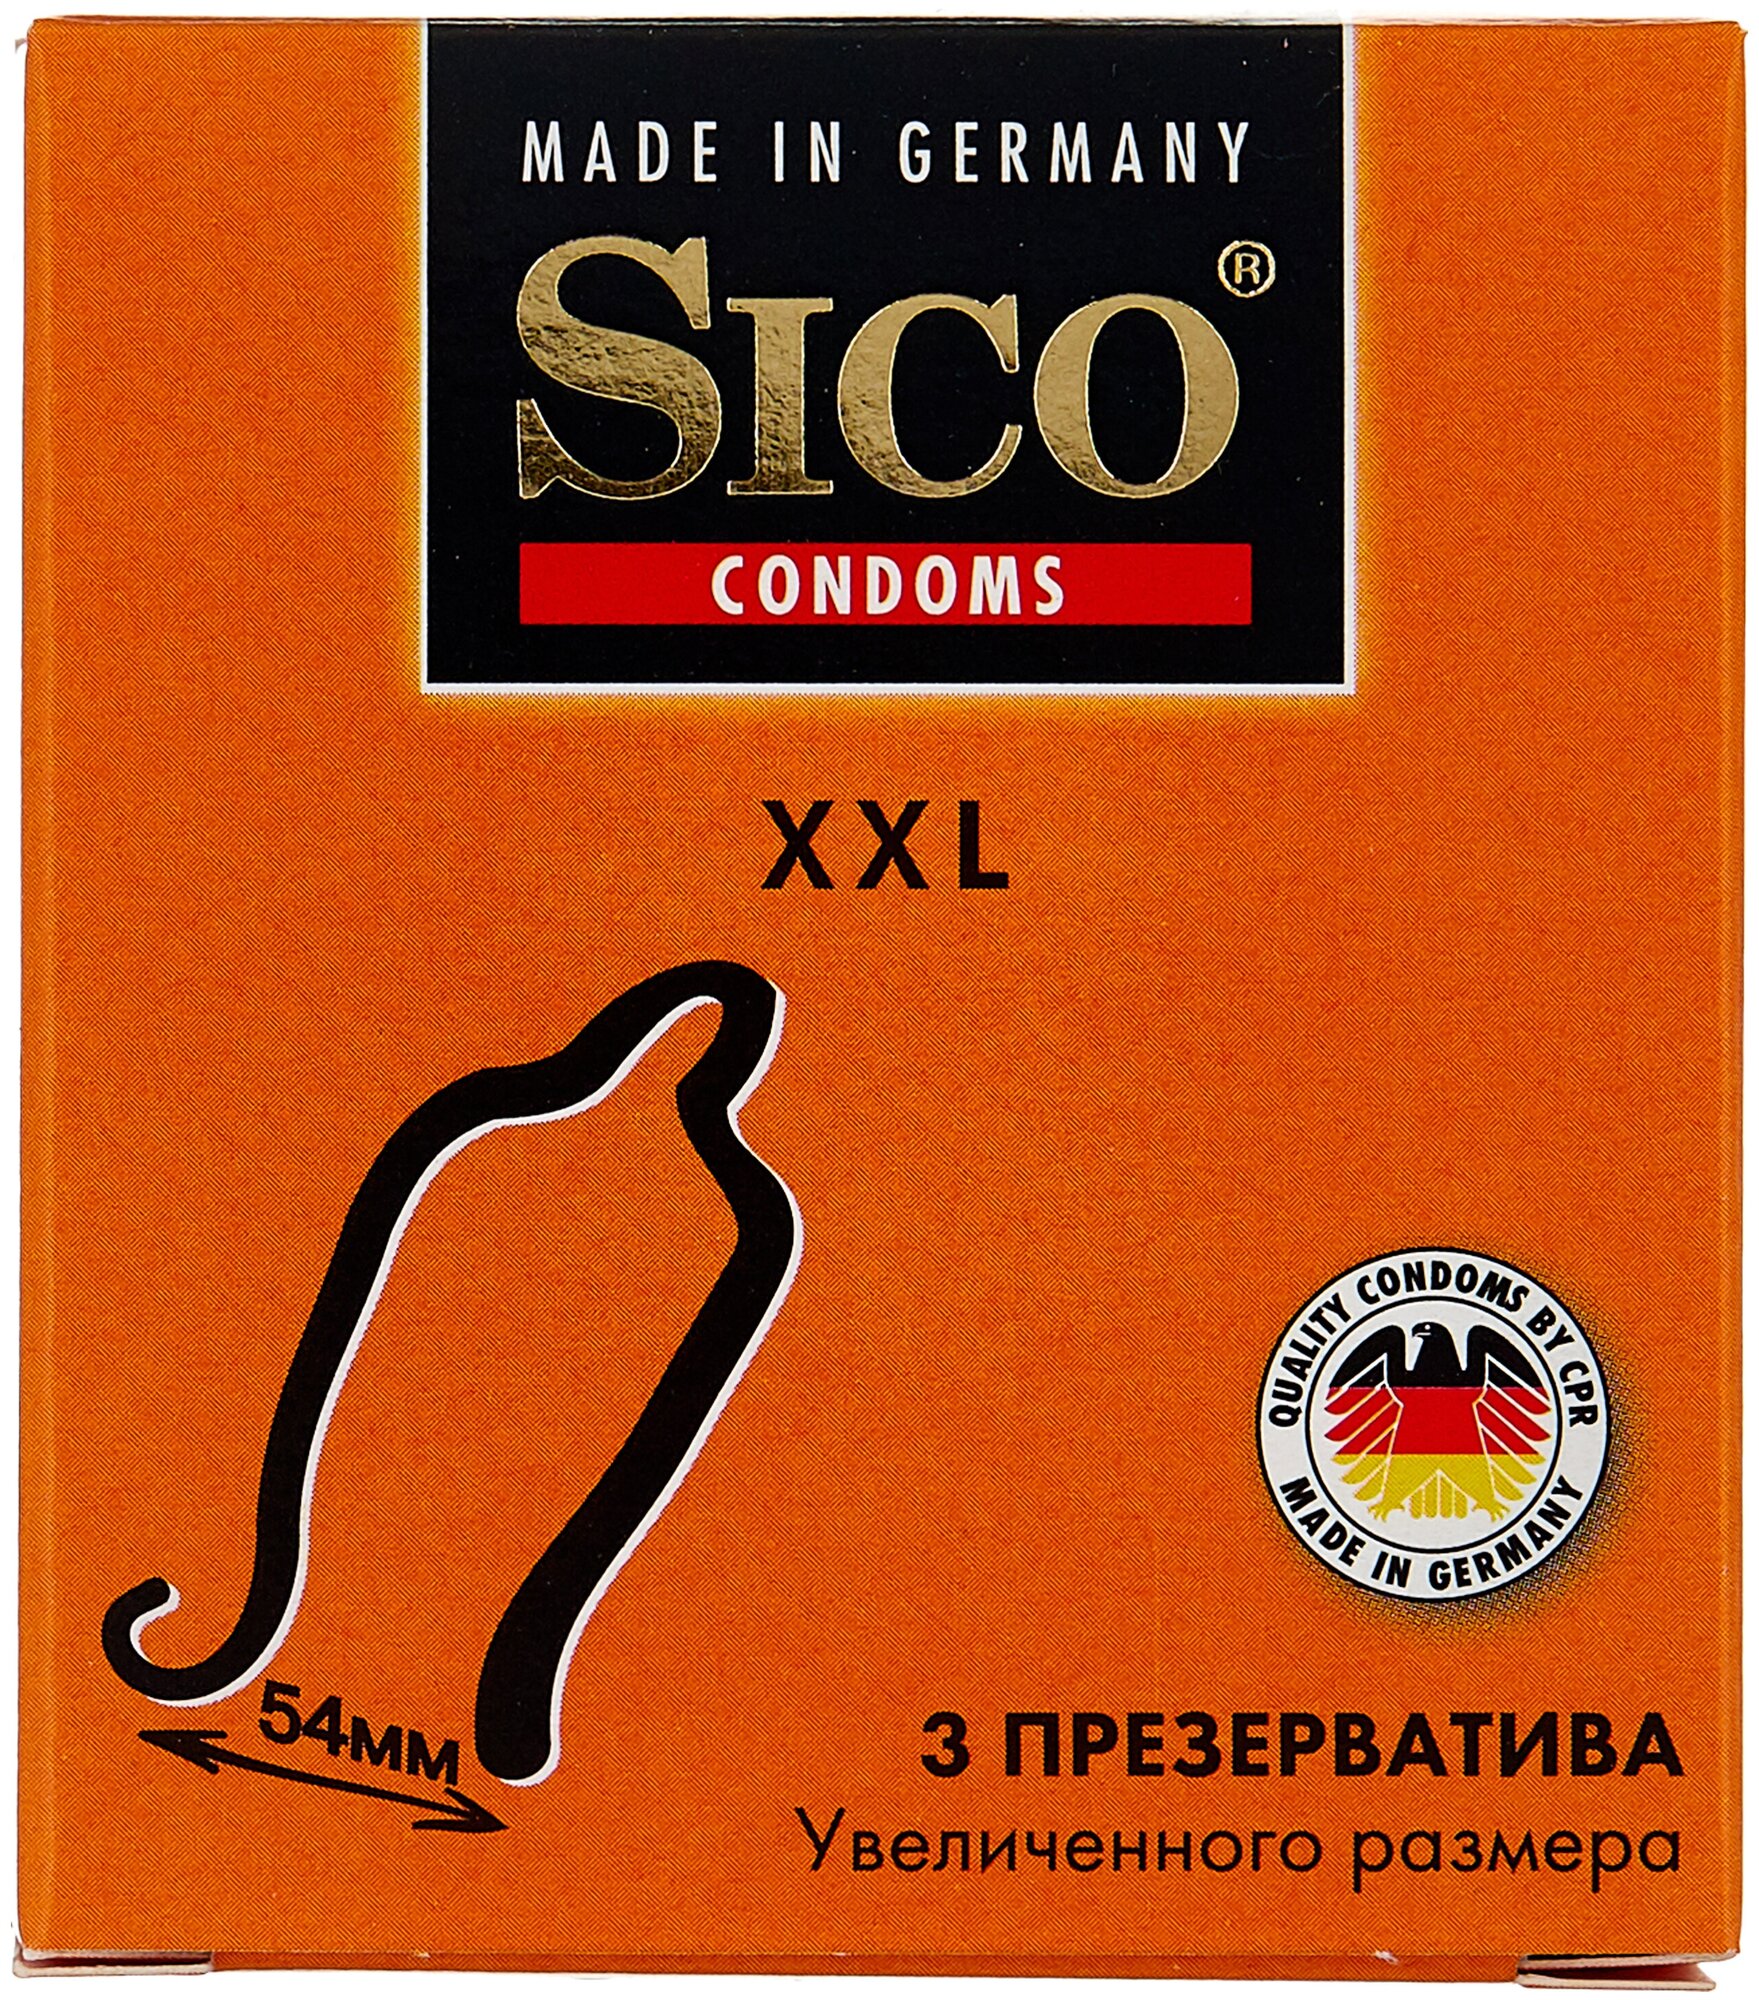 MADE IN GERMANY
SICO®
CONDOMS
XXL
QUALITY CONDOMS BY CPR
MADE IN GERMANY
54мм
3 ПРЕЗЕРВАТИВА
Увеличенного размера